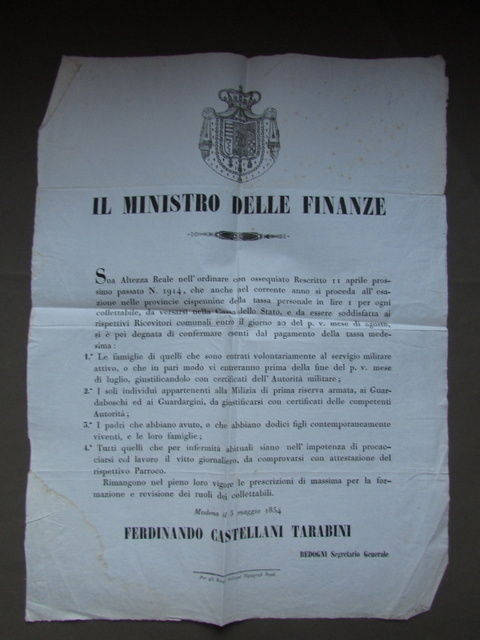 IL MINISTRO DELLE FINANZE
Sua Altezza Reale nell'ordinare con ossequiato Rescritto 11 aprile pros-
simo passato N. 1914, che anche nel corrente anno si proceda all'esa-
zione nelle provincie cispennine della tassa personale in lire 1 per ogni
collettabile, da versarsi nella Cassa dello Stato, e da essere soddisfatta ai
rispettivi Ricevitori comunali entro il giorno 20 del p. v. mese di agosto,
si è poi degnata di confermare esenti dal pagamento della tassa mede-
sima:
1.° Le famiglie di quelli che sono entrati volontariamente al servigio militare
attivo, o che in pari modo vi entreranno prima della fine del p. v. mese
di luglio, giustificandolo con certificati dell'Autorità militare;
2.° I soli individui appartenenti alla Milizia di prima riserva armata, ai Guar-
daboschi ed ai Guardargini, da giustificarsi con certificati delle competenti
Autorità;
3.° I padri che abbiano avuto, o che abbiano dodici figli contemporaneamente
viventi, e le loro famiglie;
4.° Tutti quelli che per infermità abituali siano nell'impotenza di procac-
ciarsi col lavoro il vitto giornaliero, da comprovarsi con attestazione del
rispettivo Parroco.
Rimangono nel pieno loro vigore le prescrizioni di massima per la for-
mazione e revisione dei ruoli dei collettabili.
Modena il 5 maggio 1854
FERDINANDO CASTELLANI TARABINI
BEDOGNI Segretario Generale
Per gli Tipografi